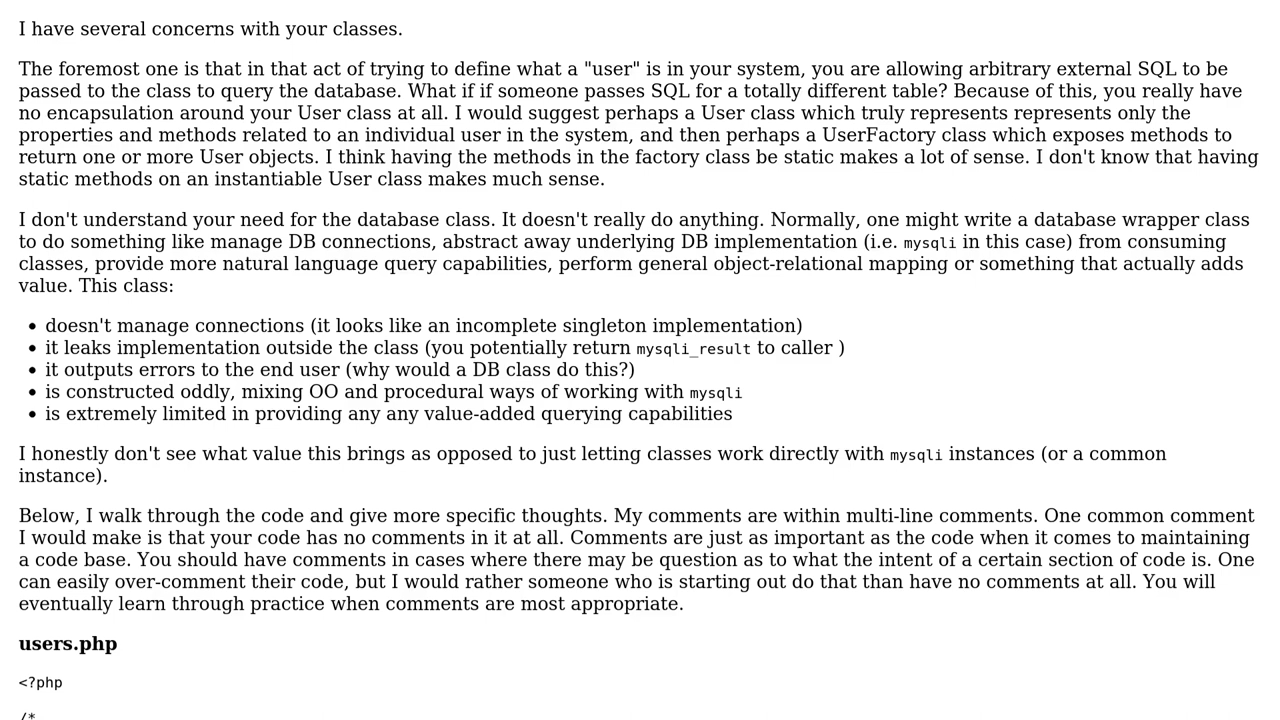 I have several concerns with your classes.
The foremost one is that in that act of trying to define what a "user" is in your system, you are allowing arbitrary external SQL to be
passed to the class to query the database. What if if someone passes SQL for a totally different table? Because of this, you really have
no encapsulation around your User class at all. I would suggest perhaps a User class which truly represents represents only the
properties and methods related to an individual user in the system, and then perhaps a UserFactory class which exposes methods to
return one or more User objects. I think having the methods in the factory class be static makes a lot of sense. I don't know that having
static methods on an instantiable User class makes much sense.
I don't understand your need for the database class. It doesn't really do anything. Normally, one might write a database wrapper class
to do something like manage DB connections, abstract away underlying DB implementation (i.e. mysqli in this case) from consuming
classes, provide more natural language query capabilities, perform general object-relational mapping or something that actually adds
value. This class:
• doesn't manage connections (it looks like an incomplete singleton implementation)
• it leaks implementation outside the class (you potentially return mysqli_result to caller )
• it outputs errors to the end user (why would a DB class do this?)
• is constructed oddly, mixing OO and procedural ways of working with mysqli
• is extremely limited in providing any any value-added querying capabilities
I honestly don't see what value this brings as opposed to just letting classes work directly with mysqli instances (or a common
instance).
Below, I walk through the code and give more specific thoughts. My comments are within multi-line comments. One common comment
I would make is that your code has no comments in it at all. Comments are just as important as the code when it comes to maintaining
a code base. You should have comments in cases where there may be question as to what the intent of a certain section of code is. One
can easily over-comment their code, but I would rather someone who is starting out do that than have no comments at all. You will
eventually learn through practice when comments are most appropriate.
users.php
<?php
/*